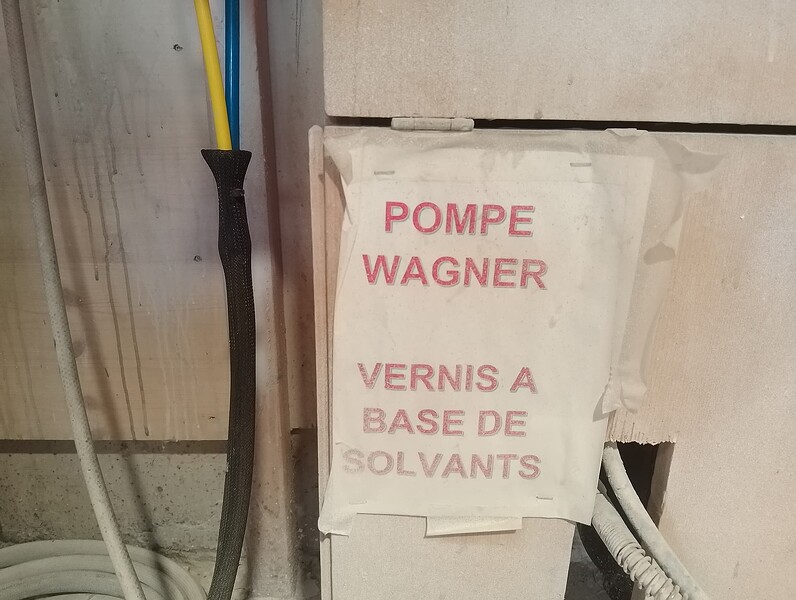 POMPE
WAGNER
VERNIS A
BASE DE
SOLVANTS